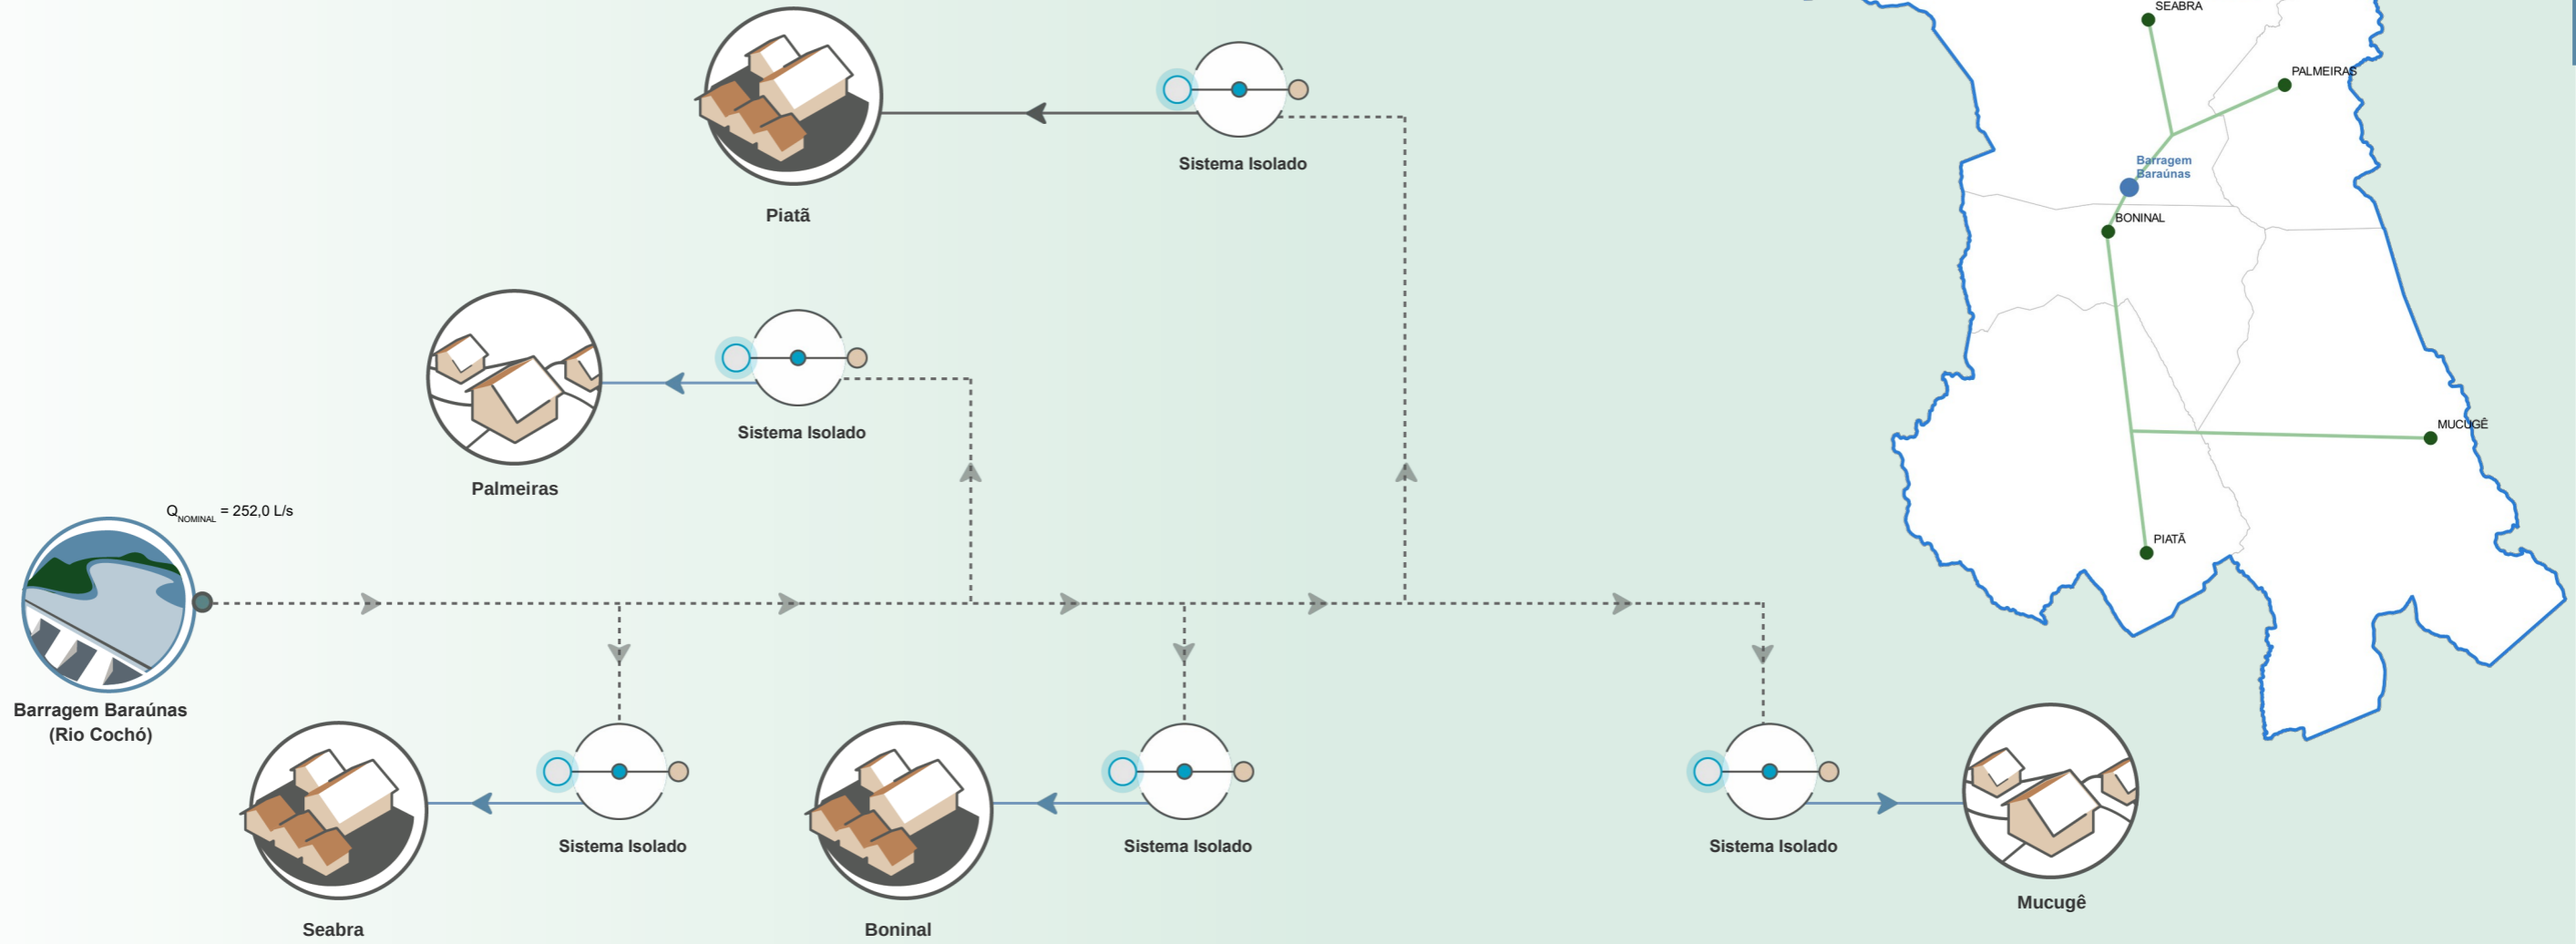 SEABRA
PALMEIRAS
Barragem
Baraúnas
BONINAL
MUCUGÊ
PIATÃ
Sistema Isolado
Piatã
Sistema Isolado
Palmeiras
QNOMINAL = 252,0 L/s
Barragem Baraúnas
(Rio Cochó)
Sistema Isolado
Seabra
Sistema Isolado
Boninal
Sistema Isolado
Mucugê